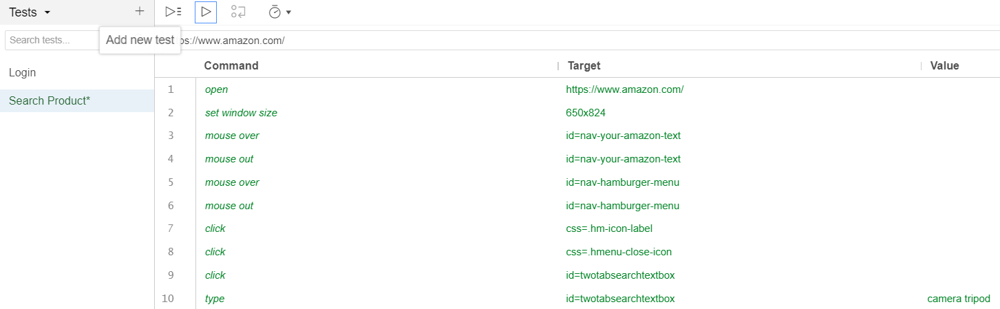 Tests
Search tests...
Add new test
ps://www.amazon.com/
Login
Search Product*
Command Target Value
1 open https://www.amazon.com/
2 set window size 650x824
3 mouse over id=nav-your-amazon-text
4 mouse out id=nav-your-amazon-text
5 mouse over id=nav-hamburger-menu
6 mouse out id=nav-hamburger-menu
7 click css=.hm-icon-label
8 click css=.hmenu-close-icon
9 click id=twotabsearchtextbox
10 type id=twotabsearchtextbox camera tripod